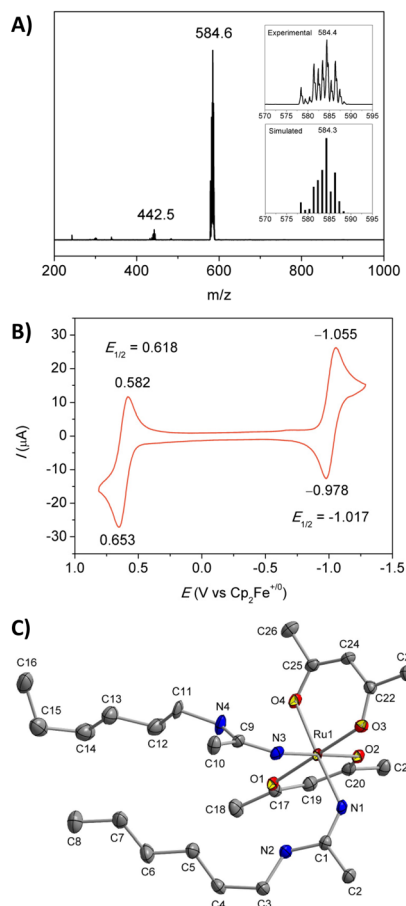 A)
584.6
442.5
200 400 600 800 1000
m/z
Experimental
584.4
570 575 580 585 590 595
Simulated
584.3
570 575 580 585 590 595
B)
E1/2 = 0.618
0.582
−1.055
30
20
10
0
-10
-20
-30
I (μA)
0.653
−0.978
E1/2 = -1.017
1.0 0.5 0.0 -0.5 -1.0 -1.5
E (V vs Cp2Fe+/0)
C)
C26
C24
C25
C22
C16
C11
O4
C13
N4
C9
Ru1
O3
C15
C14
C12
N3
O2
C10
O1
C20
C18
C17
C19
N1
C8
C7
N2
C1
C6
C5
C4
C3
C2